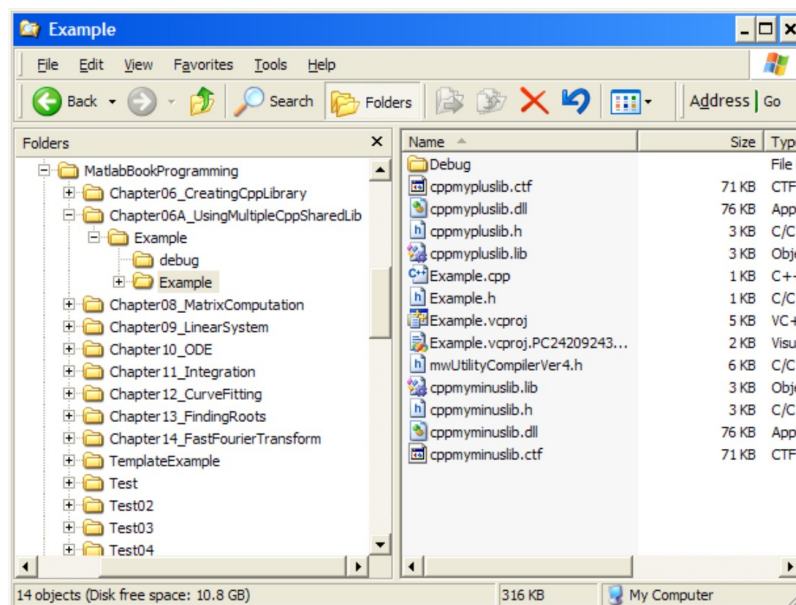 Example
File Edit View Favorites Tools Help
Back Search Folders Address Go
Folders
MatlabBookProgramming
Chapter06_CreatingCppLibrary
Chapter06A_UsingMultipleCppSharedLib
Example
debug
Example
Chapter08_MatrixComputation
Chapter09_LinearSystem
Chapter10_ODE
Chapter11_Integration
Chapter12_CurveFitting
Chapter13_FindingRoots
Chapter14_FastFourierTransform
TemplateExample
Test
Test02
Test03
Test04
Name Size Type
Debug File
cppmypluslib.ctf 71 KB CTF
cppmypluslib.dll 76 KB App
cppmypluslib.h 3 KB C/C
cppmypluslib.lib 3 KB Obje
Example.cpp 1 KB C+
Example.h 1 KB C/C
Example.vcproj 5 KB VC+
Example.vcproj.PC24209243... 2 KB Visu
mwUtilityCompilerVer4.h 6 KB C/C
cppmyminuslib.lib 3 KB Obje
cppmyminuslib.h 3 KB C/C
cppmyminuslib.dll 76 KB App
cppmyminuslib.ctf 71 KB CTF
14 objects (Disk free space: 10.8 GB) 316 KB My Computer